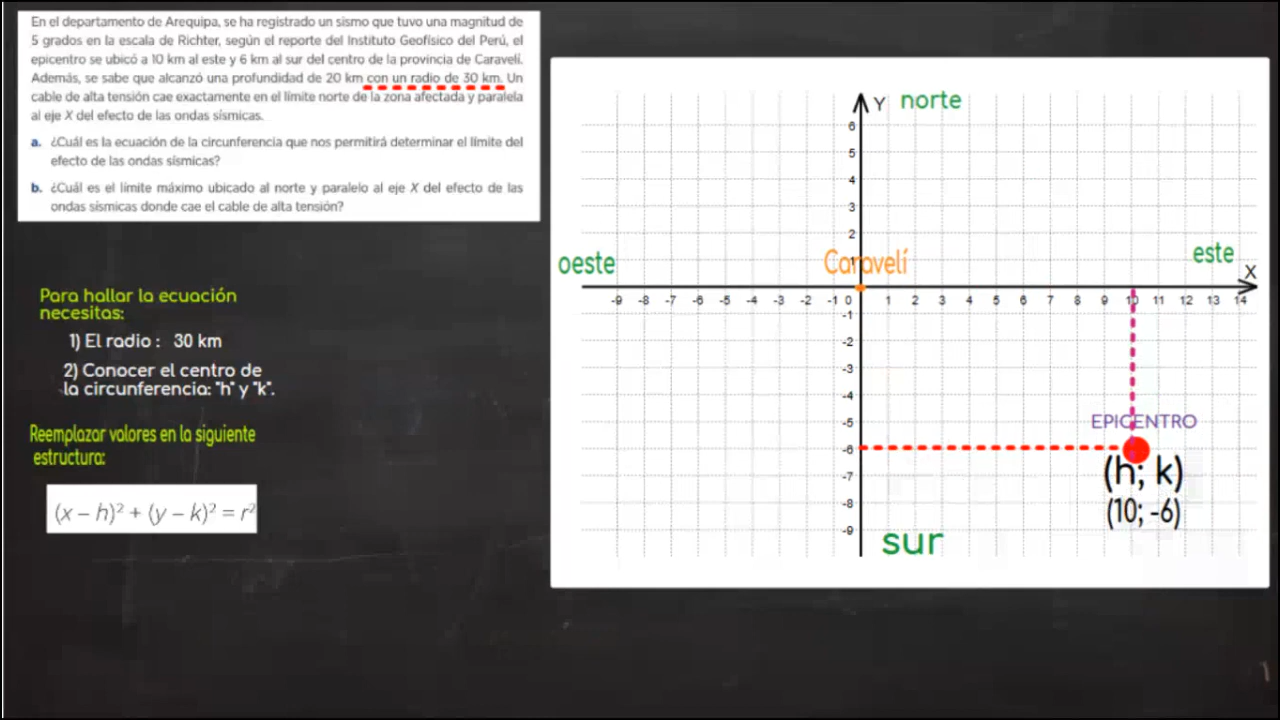 En el departamento de Arequipa, se ha registrado un sismo que tuvo una magnitud de
5 grados en la escala de Richter, según el reporte del Instituto Geofísico del Perú, el
epicentro se ubicó a 10 km al este y 6 km al sur del centro de la provincia de Caravelí.
Además, se sabe que alcanzó una profundidad de 20 km con un radio de 30 km. Un
cable de alta tensión cae exactamente en el límite norte de la zona afectada y paralela
al eje X del efecto de las ondas sísmicas.
a. ¿Cuál es la ecuación de la circunferencia que nos permitirá determinar el límite del
efecto de las ondas sísmicas?
b. ¿Cuál es el límite máximo ubicado al norte y paralelo al eje X del efecto de las
ondas sísmicas donde cae el cable de alta tensión?
Para hallar la ecuación
necesitas:
1) El radio : 30 km
2) Conocer el centro de
la circunferencia: "h" y "k".
Reemplazar valores en la siguiente
estructura:
(x – h)² + (y – k)² = r²
Y norte
6
5
4
3
2
1
Caravelí
oeste
este
X
-9 -8 -7 -6 -5 -4 -3 -2 -1 0 1 2 3 4 5 6 7 8 9 10 11 12 13 14
-1
-2
-3
-4
-5
-6
-7
-8
-9
EPICENTRO
(h; k)
(10; -6)
sur